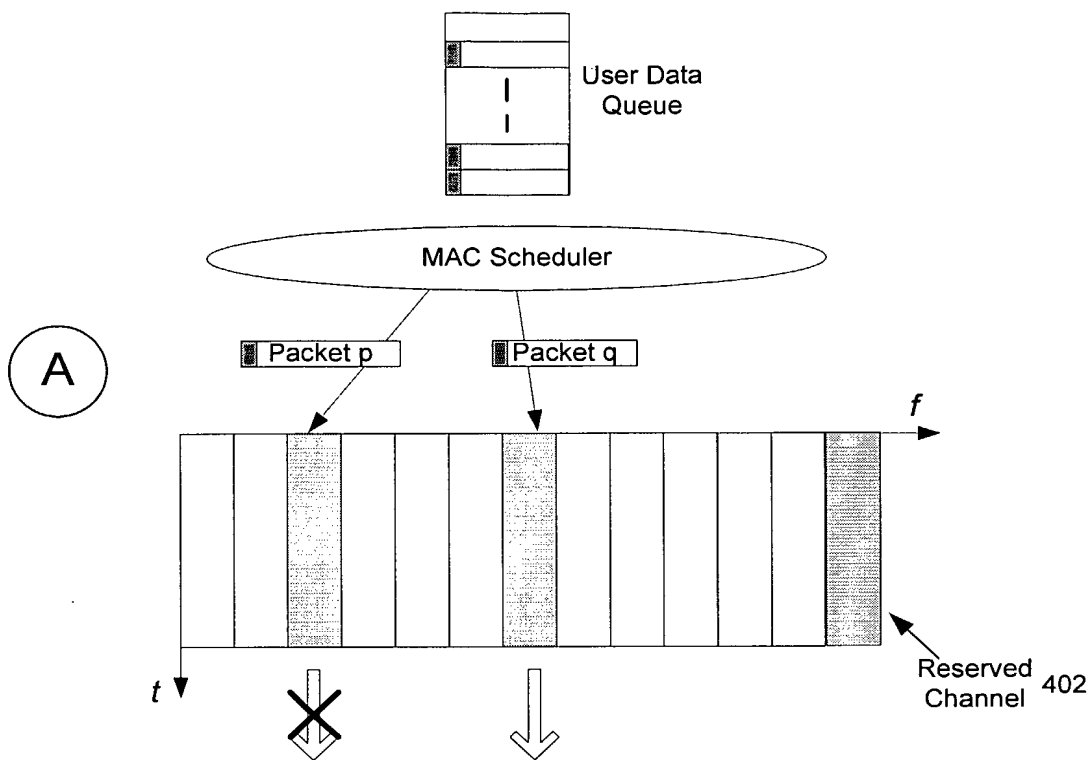 User Data
Queue
MAC Scheduler
Packet p
Packet q
A
f
t
Reserved
Channel 402